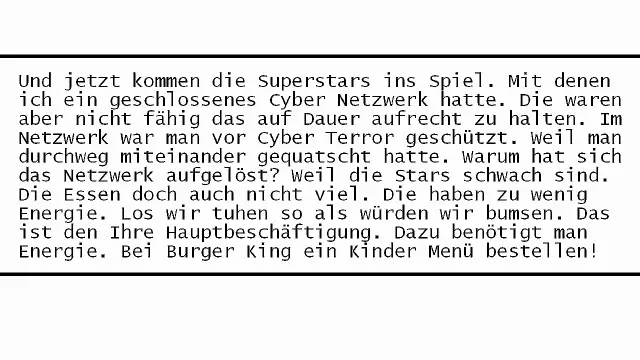 Und jetzt kommen die Superstars ins Spiel. Mit denen
ich ein geschlossenes Cyber Netzwerk hatte. Die waren
aber nicht fähig das auf Dauer aufrecht zu halten. Im
Netzwerk war man vor Cyber Terror geschützt. Weil man
durchweg miteinander gequatscht hatte. Warum hat sich
das Netzwerk aufgelöst? Weil die Stars schwach sind.
Die Essen doch auch nicht viel. Die haben zu wenig
Energie. Los wir tuhen so als würden wir bumsen. Das
ist den Ihre Hauptbeschäftigung. Dazu benötigt man
Energie. Bei Burger King ein Kinder Menü bestellen!